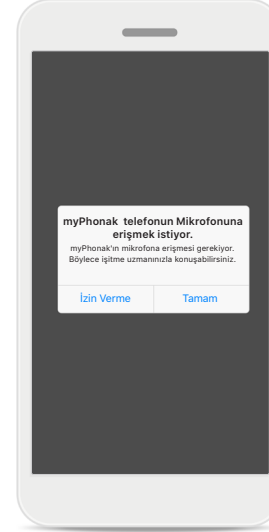 myPhonak telefonun Mikrofonuna
erişmek istiyor.
myPhonak'ın mikrofona erişmesi gerekiyor.
Böylece işitme uzmanınızla konuşabilirsiniz.
İzin Verme
Tamam